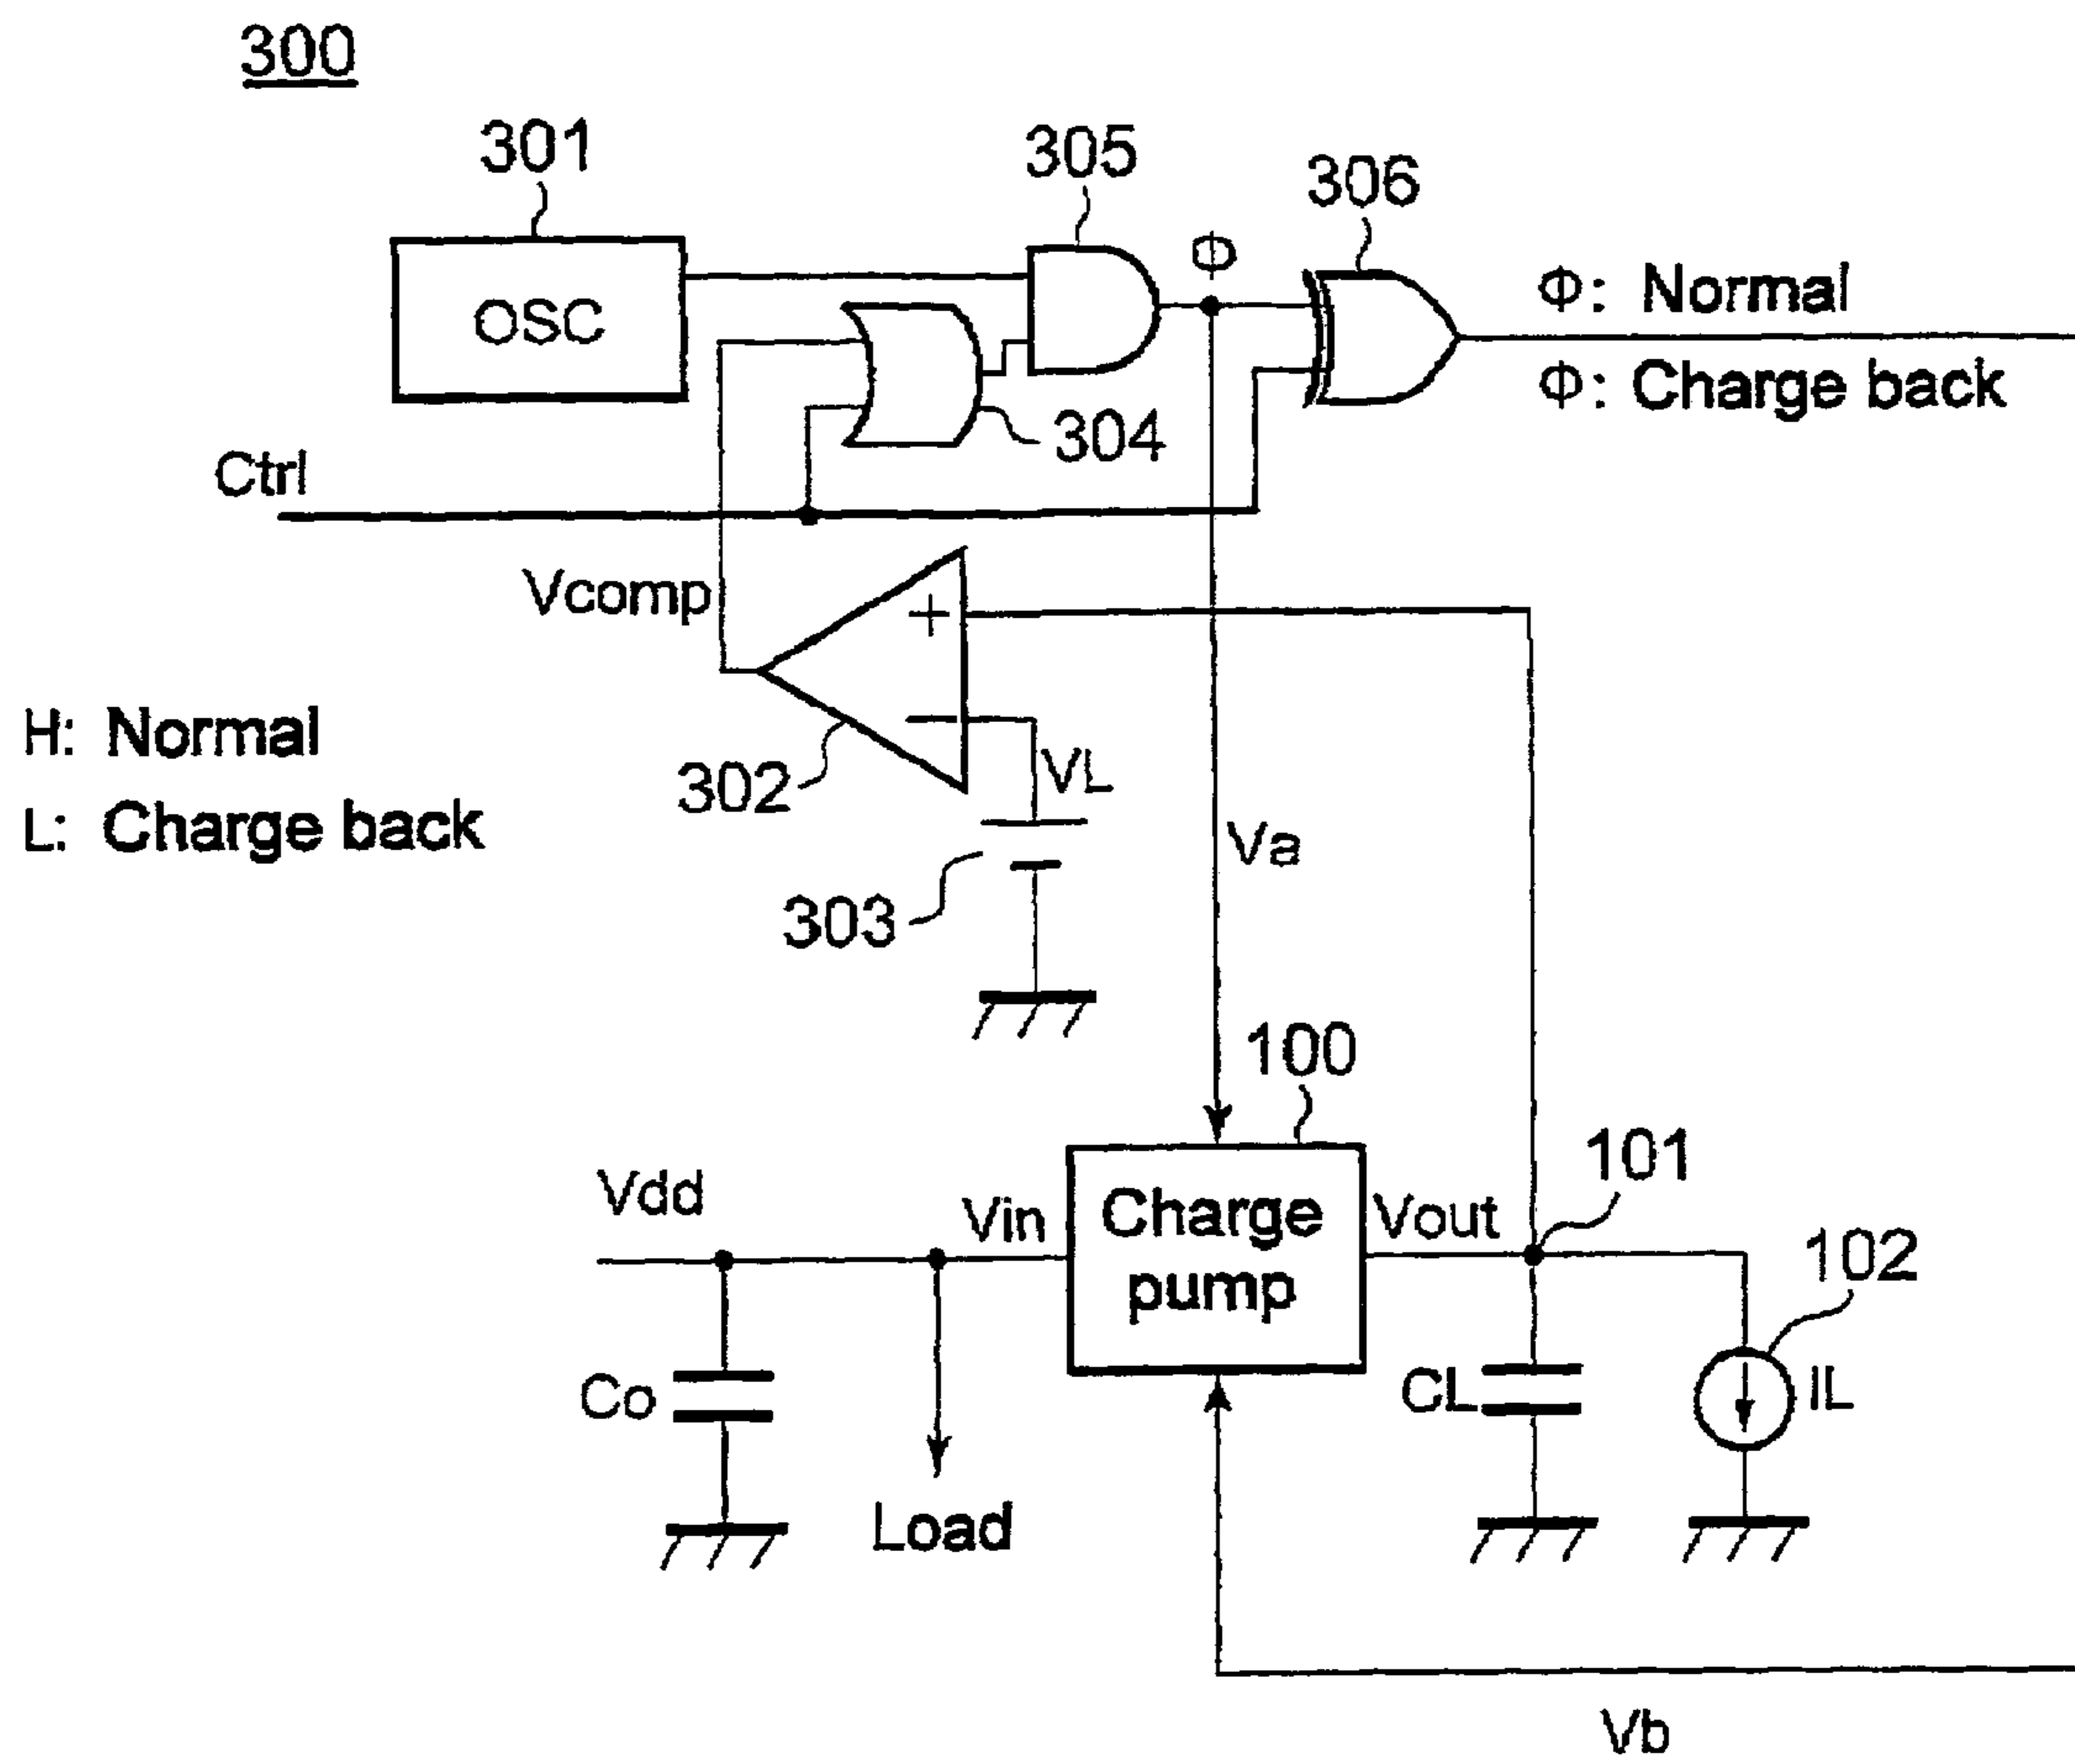 300
301
305
306
OSC
Φ
Φ: Normal
Φ: Charge back
304
Ctrl
Vcomp
+
−
H: Normal
L: Charge back
302
VL
303
Va
100
101
102
Vdd
Vin
Charge
pump
Vout
Co
CL
IL
Load
Vb